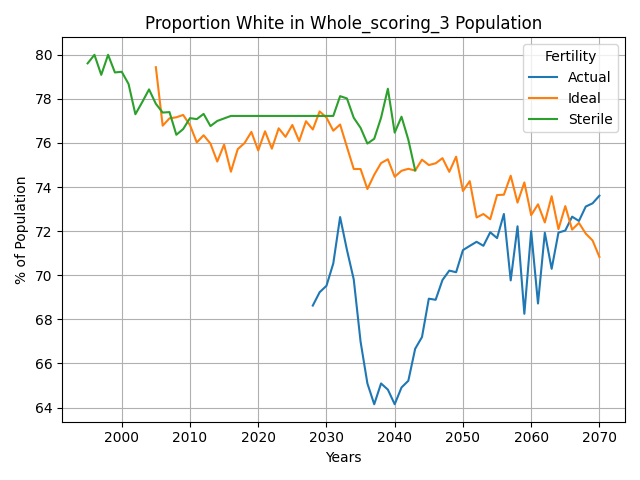 Proportion White in Whole_scoring_3 Population
Fertility
Actual
Ideal
Sterile
% of Population
80
78
76
74
72
70
68
66
64
2000
2010
2020
2030
2040
2050
2060
2070
Years